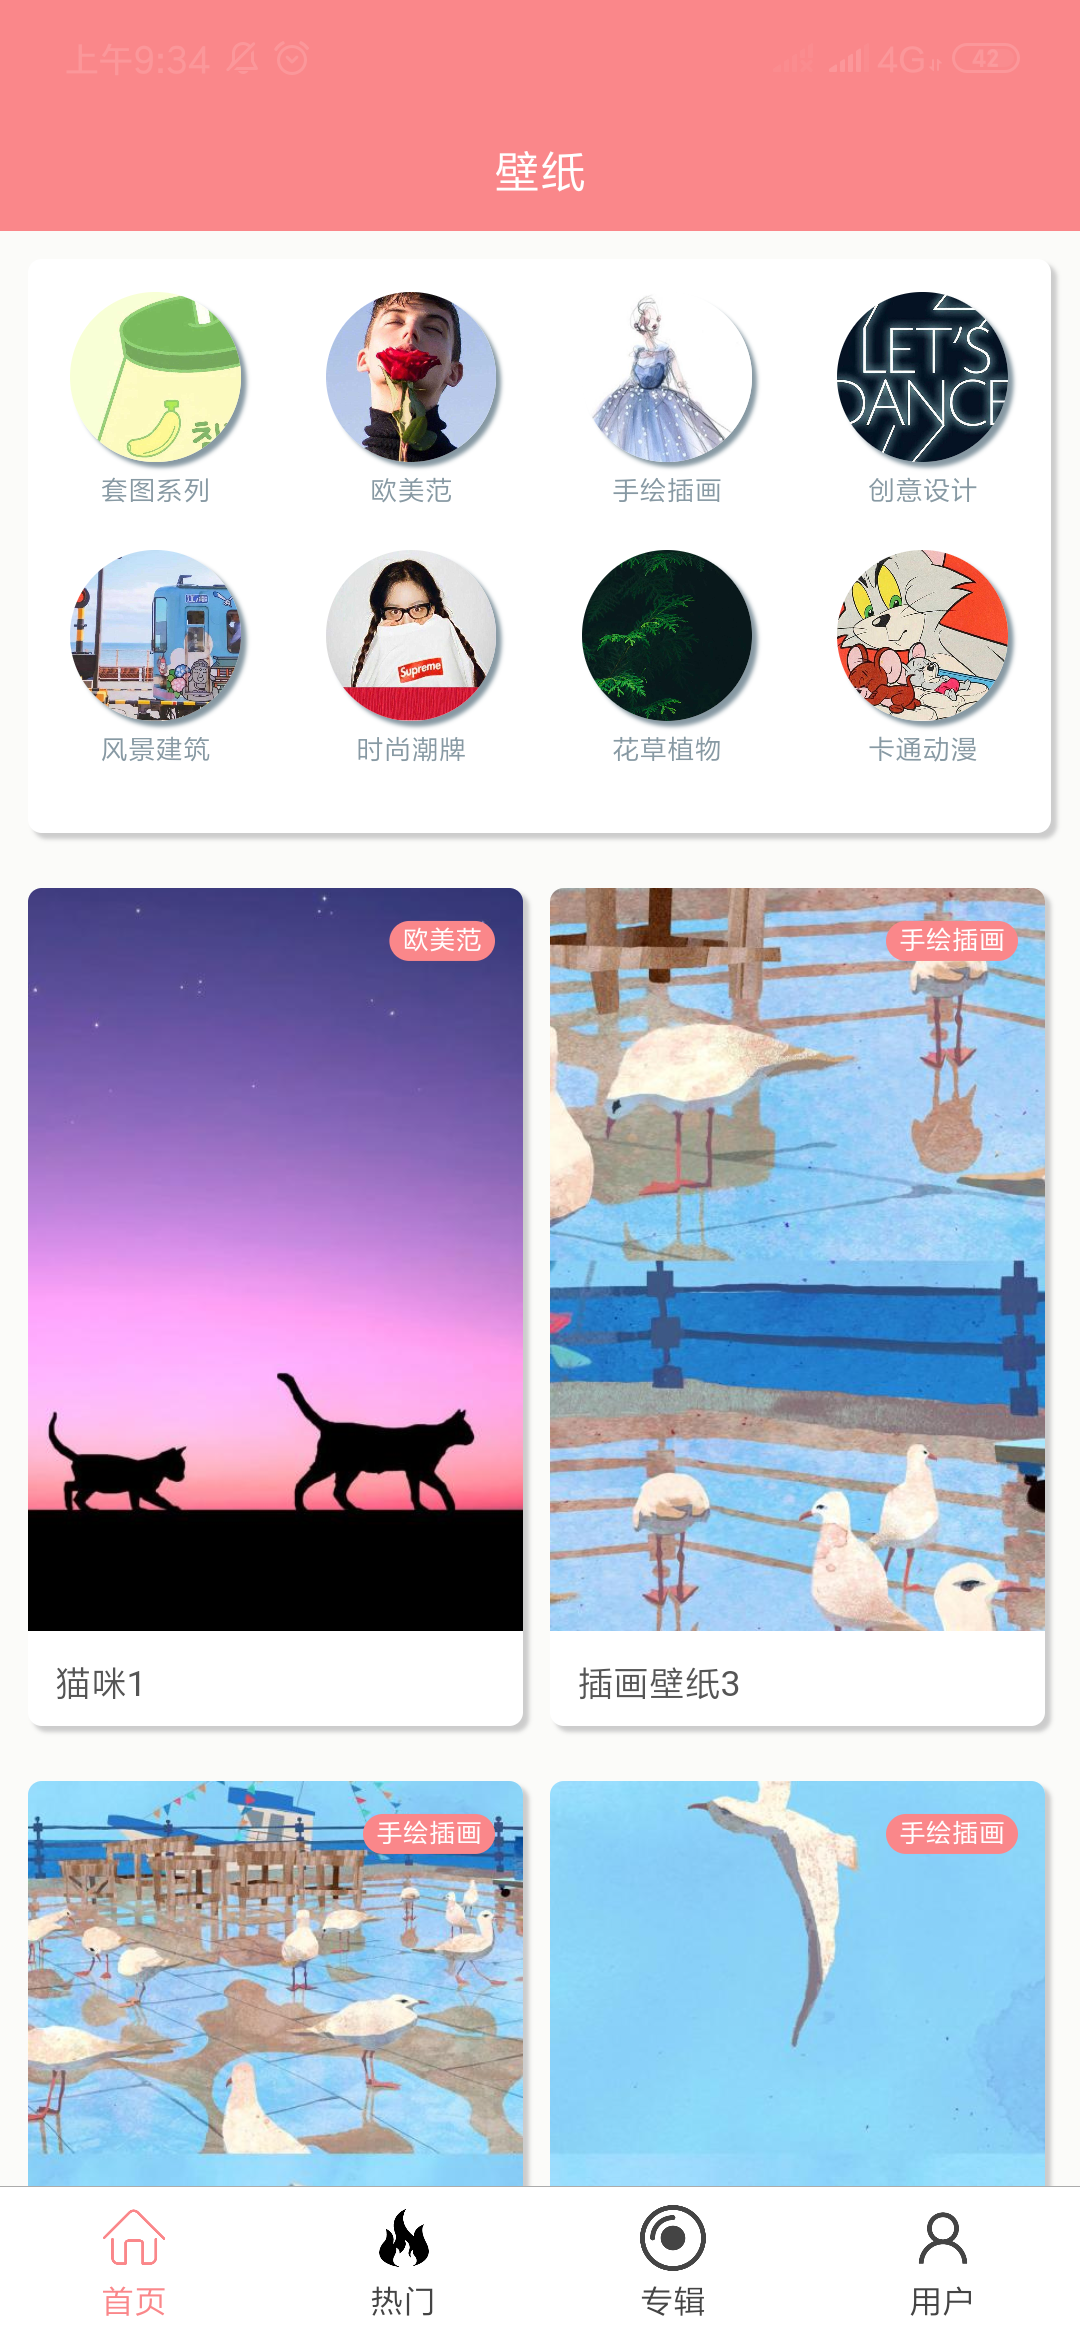 上午9:34 4G 42
壁纸
LET'S
DANCE
套图系列 欧美范 手绘插画 创意设计
Supreme
风景建筑 时尚潮牌 花草植物 卡通动漫
欧美范 手绘插画
猫咪1 插画壁纸3
手绘插画 手绘插画
首页 热门 专辑 用户